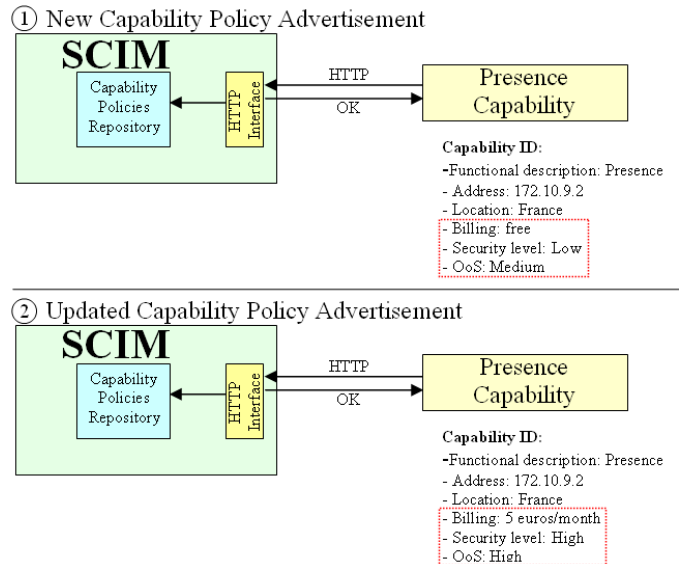 ① New Capability Policy Advertisement
SCIM
Capability
Policies
Repository
HTTP
Interface
HTTP
OK
Presence
Capability
Capability ID:
-Functional description: Presence
- Address: 172.10.9.2
- Location: France
- Billing: free
- Security level: Low
- OoS: Medium
② Updated Capability Policy Advertisement
SCIM
Capability
Policies
Repository
HTTP
Interface
HTTP
OK
Presence
Capability
Capability ID:
-Functional description: Presence
- Address: 172.10.9.2
- Location: France
- Billing: 5 euros/month
- Security level: High
- OoS: High